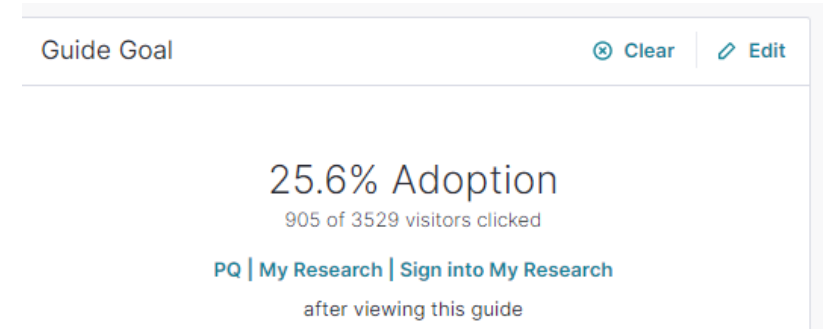 Guide Goal
Clear
Edit
25.6% Adoption
905 of 3529 visitors clicked
PQ | My Research | Sign into My Research
after viewing this guide